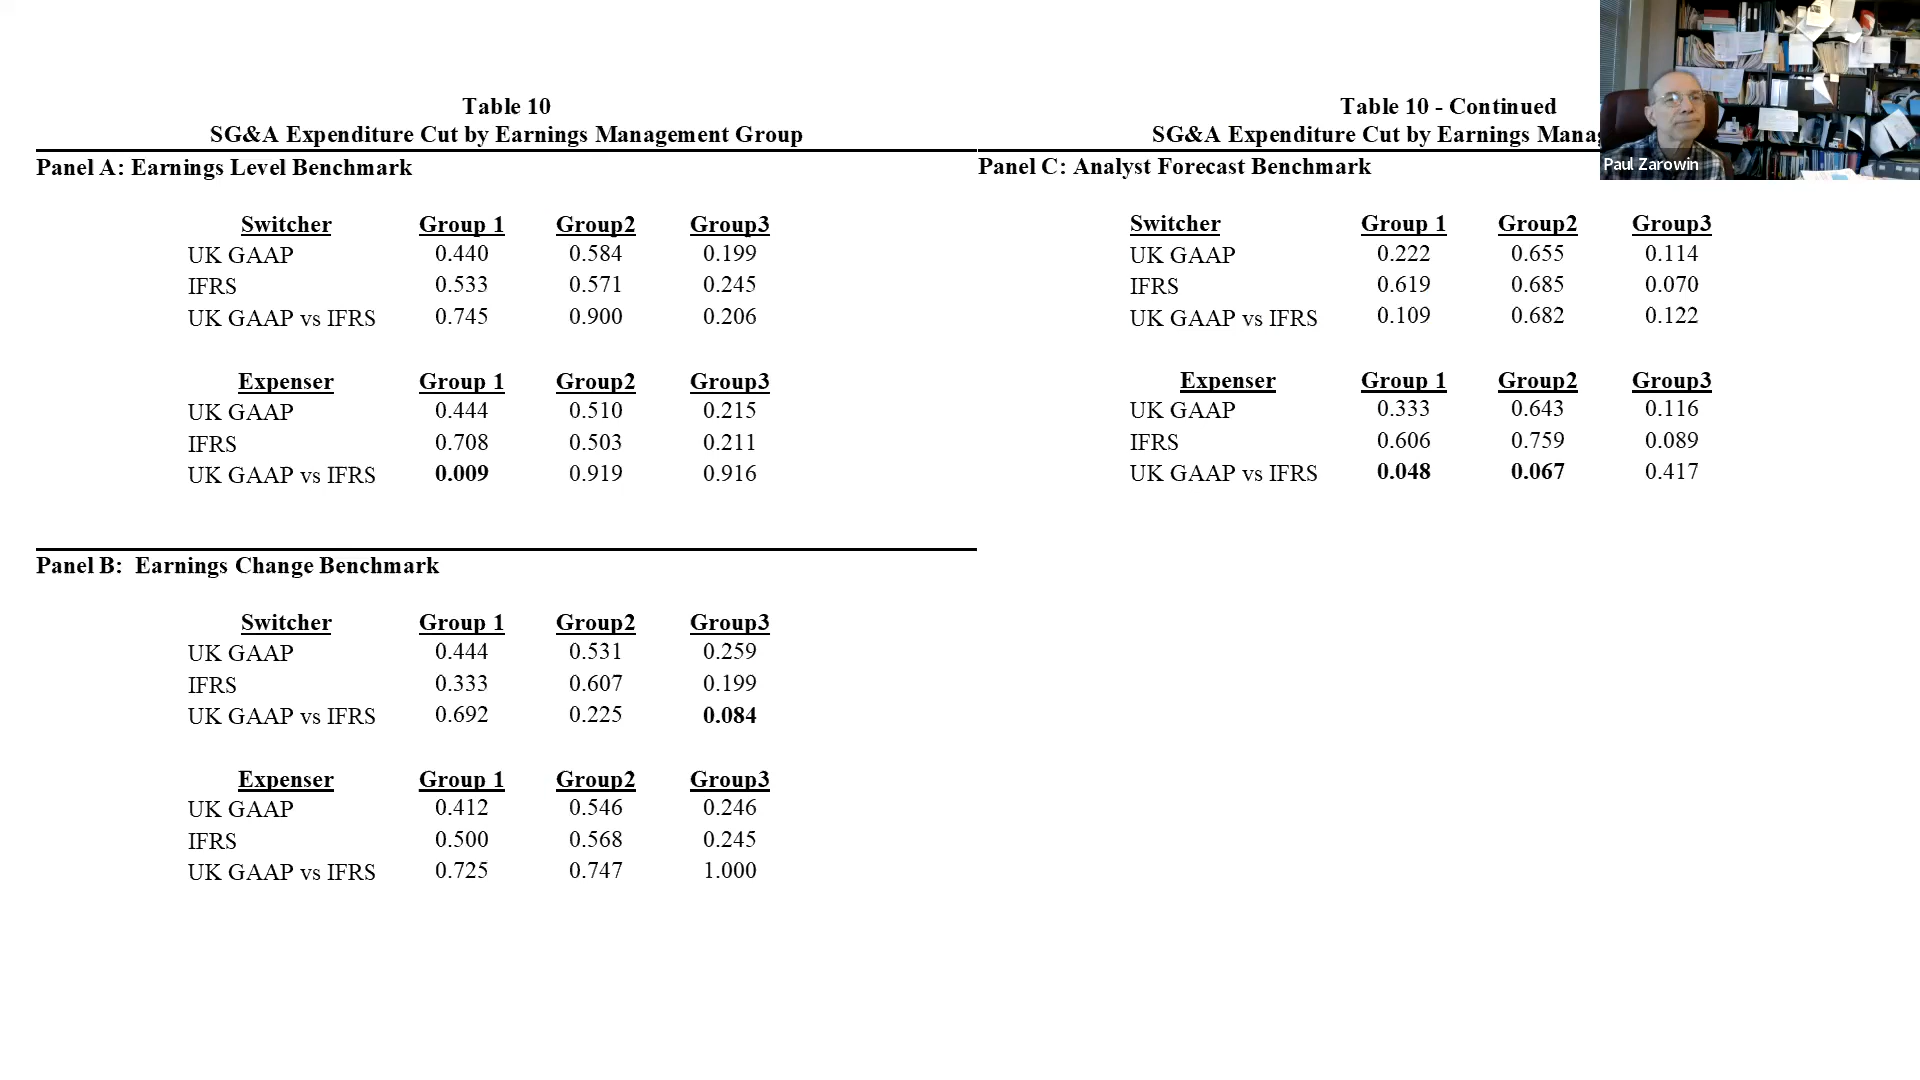 Table 10
SG&A Expenditure Cut by Earnings Management Group
Panel A: Earnings Level Benchmark
Switcher Group 1 Group2 Group3
UK GAAP 0.440 0.584 0.199
IFRS 0.533 0.571 0.245
UK GAAP vs IFRS 0.745 0.900 0.206
Expenser Group 1 Group2 Group3
UK GAAP 0.444 0.510 0.215
IFRS 0.708 0.503 0.211
UK GAAP vs IFRS 0.009 0.919 0.916
Panel B: Earnings Change Benchmark
Switcher Group 1 Group2 Group3
UK GAAP 0.444 0.531 0.259
IFRS 0.333 0.607 0.199
UK GAAP vs IFRS 0.692 0.225 0.084
Expenser Group 1 Group2 Group3
UK GAAP 0.412 0.546 0.246
IFRS 0.500 0.568 0.245
UK GAAP vs IFRS 0.725 0.747 1.000
Table 10 - Continued
SG&A Expenditure Cut by Earnings Manag
Panel C: Analyst Forecast Benchmark
Switcher Group 1 Group2 Group3
UK GAAP 0.222 0.655 0.114
IFRS 0.619 0.685 0.070
UK GAAP vs IFRS 0.109 0.682 0.122
Expenser Group 1 Group2 Group3
UK GAAP 0.333 0.643 0.116
IFRS 0.606 0.759 0.089
UK GAAP vs IFRS 0.048 0.067 0.417
Paul Zarowin